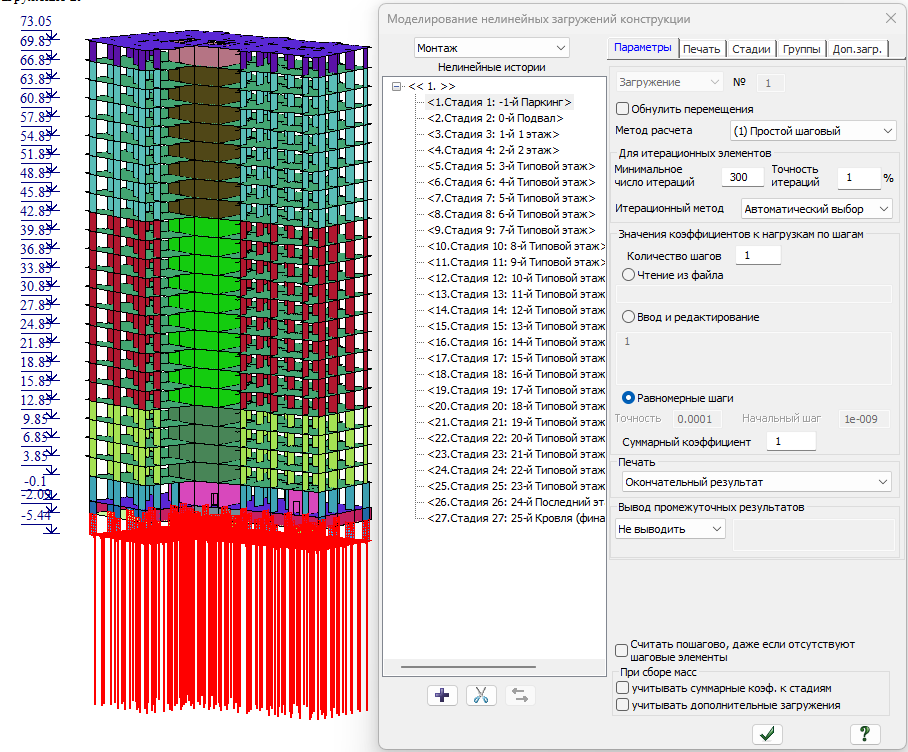 73.05
69.85
66.85
63.85
60.85
57.85
54.85
51.85
48.85
45.85
42.85
39.85
36.85
33.85
30.85
27.85
24.85
21.85
18.85
15.85
12.85
9.85
6.85
3.85
-0.1
-2.09
-5.44
Моделирование нелинейных загружений конструкции
Монтаж
Нелинейные истории
<< 1. >>
<1.Стадия 1: -1-й Паркинг>
<2.Стадия 2: 0-й Подвал>
<3.Стадия 3: 1-й 1 этаж>
<4.Стадия 4: 2-й 2 этаж>
<5.Стадия 5: 3-й Типовой этаж>
<6.Стадия 6: 4-й Типовой этаж>
<7.Стадия 7: 5-й Типовой этаж>
<8.Стадия 8: 6-й Типовой этаж>
<9.Стадия 9: 7-й Типовой этаж>
<10.Стадия 10: 8-й Типовой этаж>
<11.Стадия 11: 9-й Типовой этаж>
<12.Стадия 12: 10-й Типовой этаж
<13.Стадия 13: 11-й Типовой этаж
<14.Стадия 14: 12-й Типовой этаж
<15.Стадия 15: 13-й Типовой этаж
<16.Стадия 16: 14-й Типовой этаж
<17.Стадия 17: 15-й Типовой этаж
<18.Стадия 18: 16-й Типовой этаж
<19.Стадия 19: 17-й Типовой этаж
<20.Стадия 20: 18-й Типовой этаж
<21.Стадия 21: 19-й Типовой этаж
<22.Стадия 22: 20-й Типовой этаж
<23.Стадия 23: 21-й Типовой этаж
<24.Стадия 24: 22-й Типовой этаж
<25.Стадия 25: 23-й Типовой этаж
<26.Стадия 26: 24-й Последний эт
<27.Стадия 27: 25-й Кровля (фина
Параметры Печать Стадии Группы Доп.загр.
Загружение № 1
Обнулить перемещения
Метод расчета (1) Простой шаговый
Для итерационных элементов
Минимальное число итераций 300 Точность итераций 1 %
Итерационный метод Автоматический выбор
Значения коэффициентов к нагрузкам по шагам
Количество шагов 1
Чтение из файла
Ввод и редактирование
1
Равномерные шаги
Точность 0.0001 Начальный шаг 1e-009
Суммарный коэффициент 1
Печать
Окончательный результат
Вывод промежуточных результатов
Не выводить
Считать пошагово, даже если отсутствуют
шаговые элементы
При сборе масс
учитывать суммарные коэф. к стадиям
учитывать дополнительные загружения
?